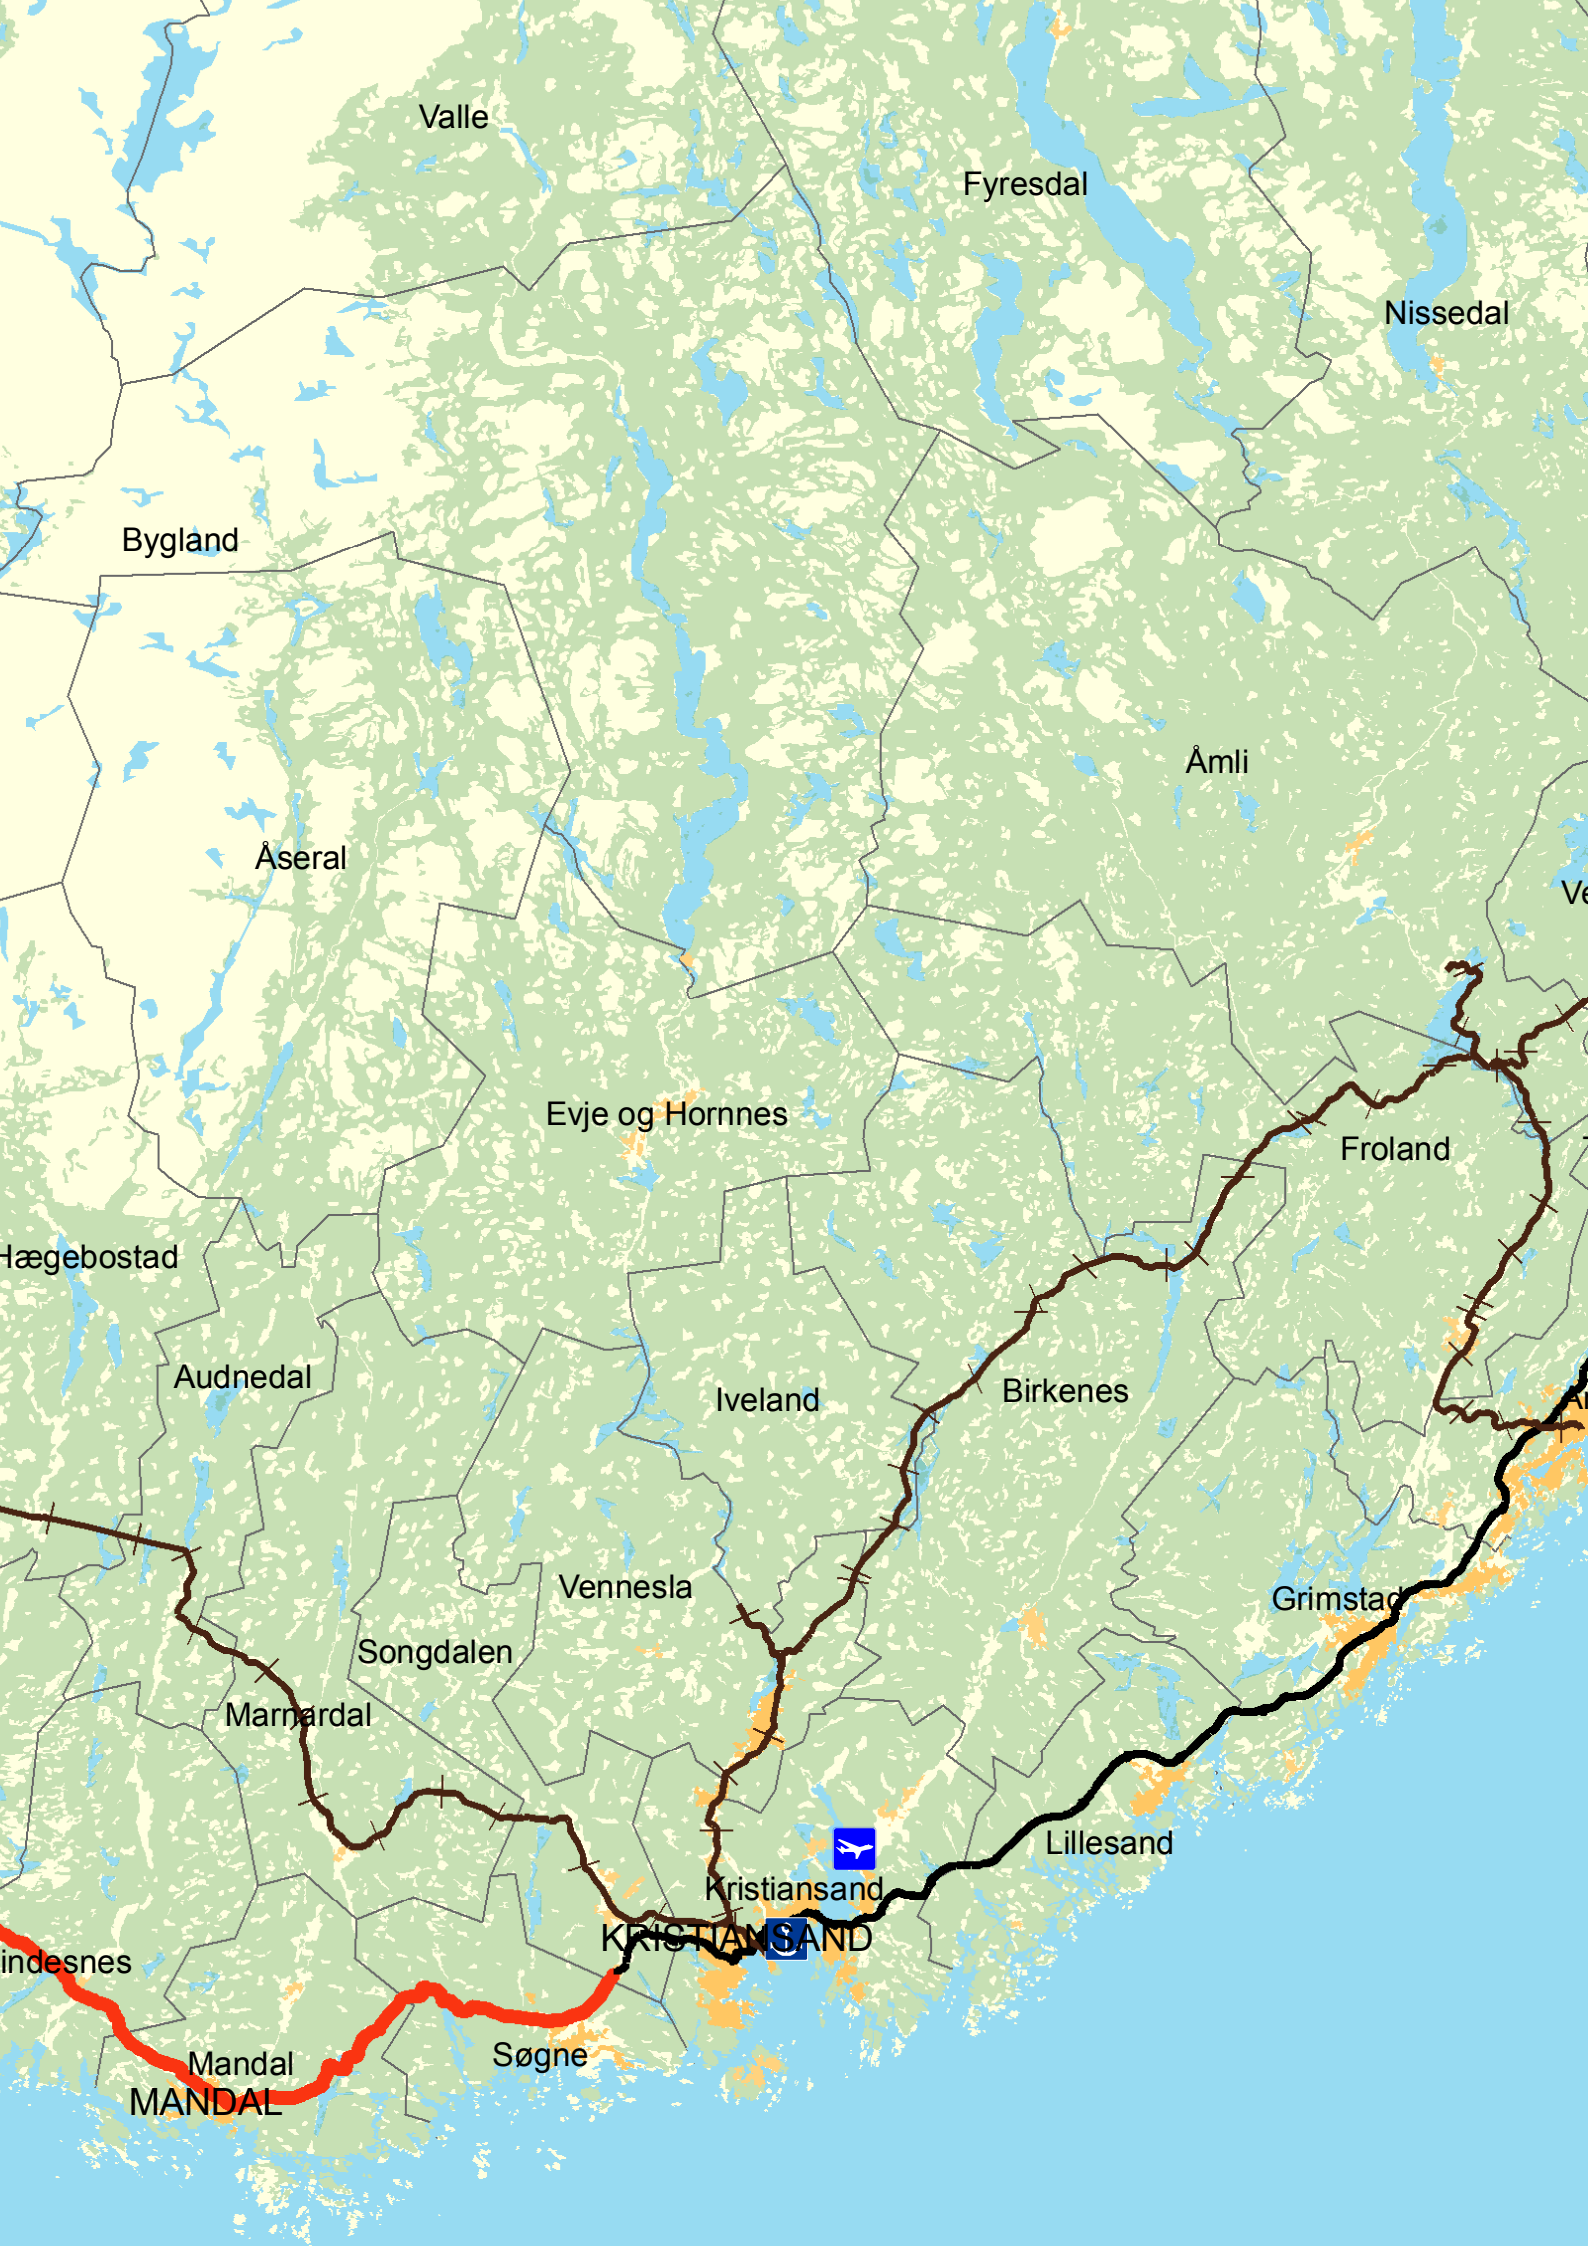 Valle
Fyresdal
Nissedal
Bygland
Åmli
Åseral
Ve
Evje og Hornnes
Froland
Hægebostad
Audnedal
Iveland
Birkenes
Vennesla
Grimstad
Songdalen
Marnardal
Lillesand
Kristiansand
KRISTIANSAND
indesnes
Søgne
Mandal
MANDAL